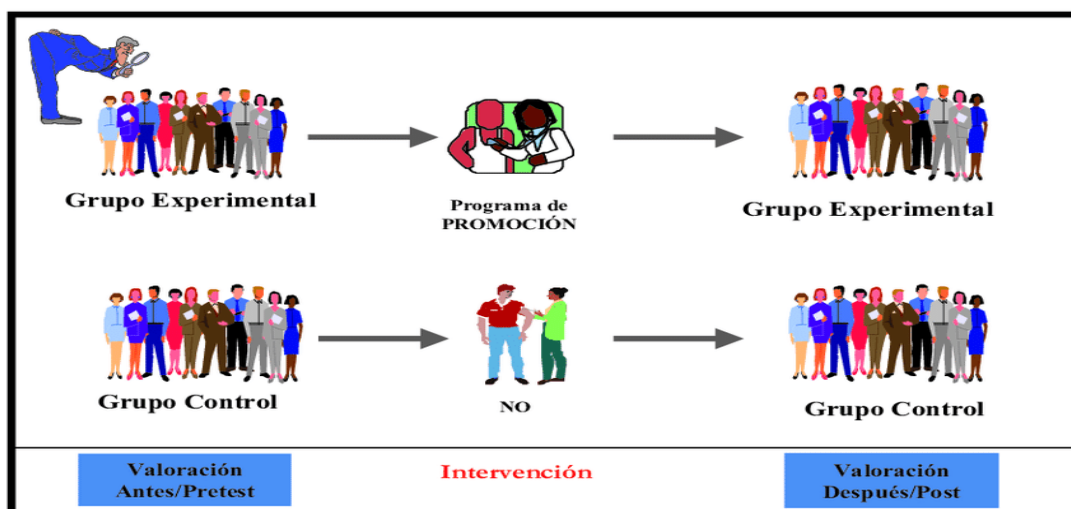 Grupo Experimental
Programa de
PROMOCIÓN
Grupo Experimental
Grupo Control
NO
Grupo Control
Valoración
Antes/Pretest
Intervención
Valoración
Después/Post